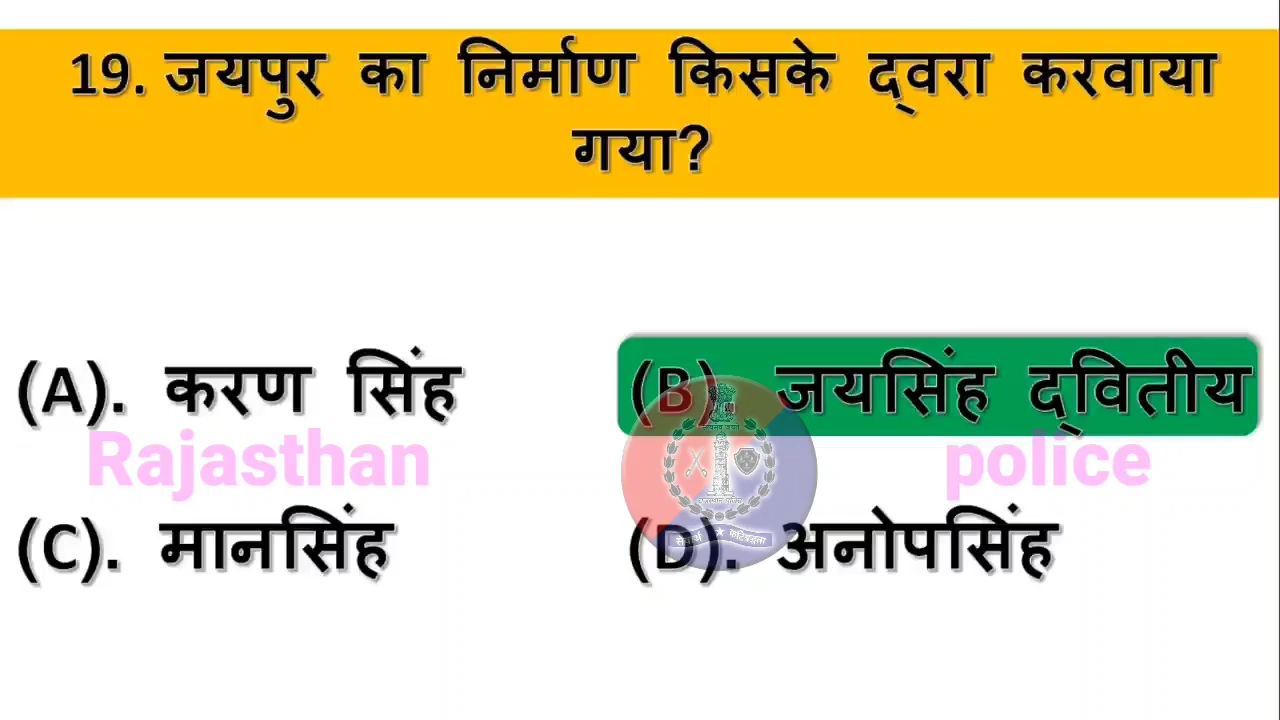 19. जयपुर का निर्माण किसके द्वरा करवाया
गया?
(A). करण सिंह
(B). जयसिंह द्वितीय
Rajasthan police
(C). मानसिंह
(D). अनोपसिंह